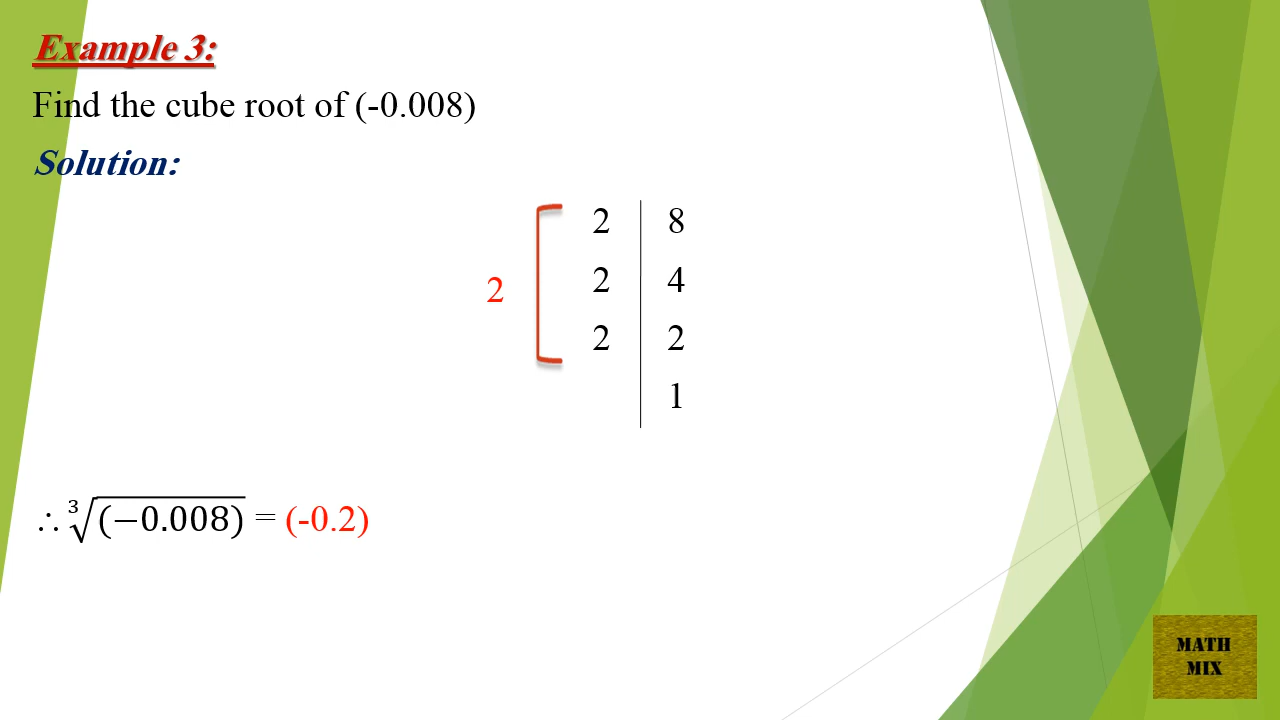 Example 3:
Find the cube root of (-0.008)
Solution:
2 8
2 4
2
2 2
1
∴ ∛(−0.008) = (-0.2)
MATH
MIX